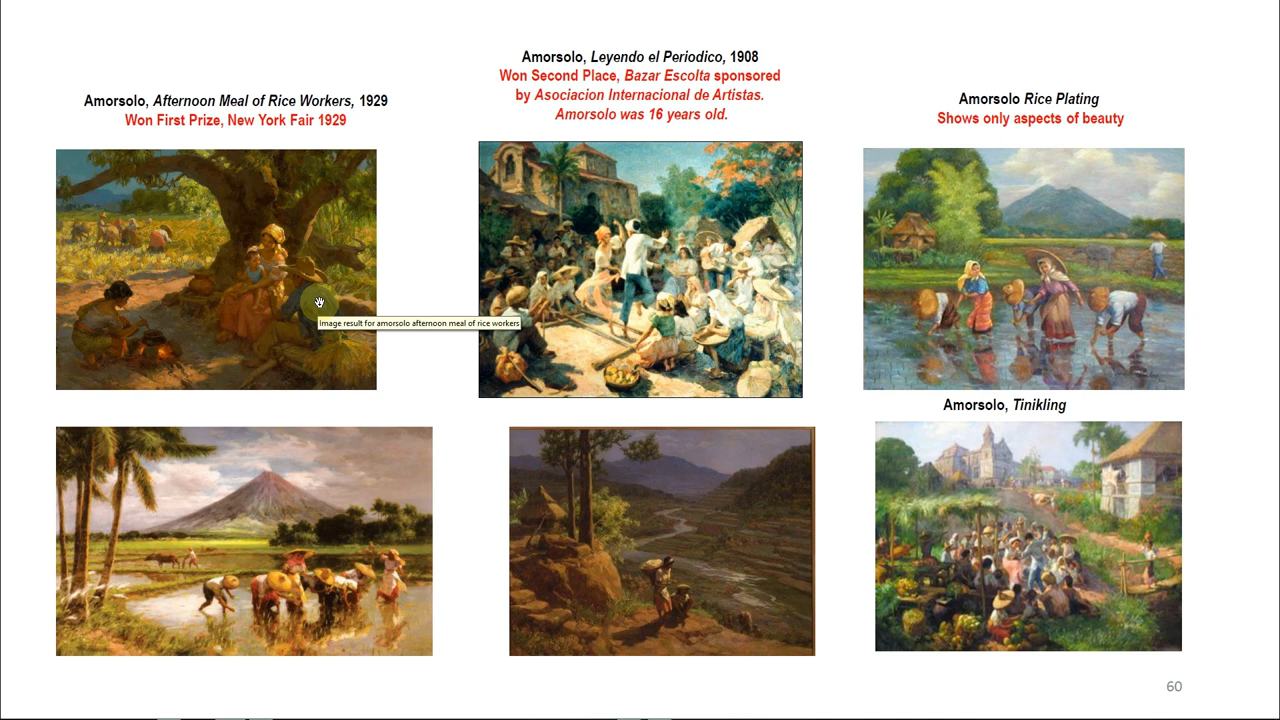 Amorsolo, Leyendo el Periodico, 1908
Won Second Place, Bazar Escolta sponsored
by Asociacion Internacional de Artistas.
Amorsolo was 16 years old.
Amorsolo, Afternoon Meal of Rice Workers, 1929
Won First Prize, New York Fair 1929
Amorsolo Rice Plating
Shows only aspects of beauty
Image result for amorsolo afternoon meal of rice workers
Amorsolo, Tinikling
60